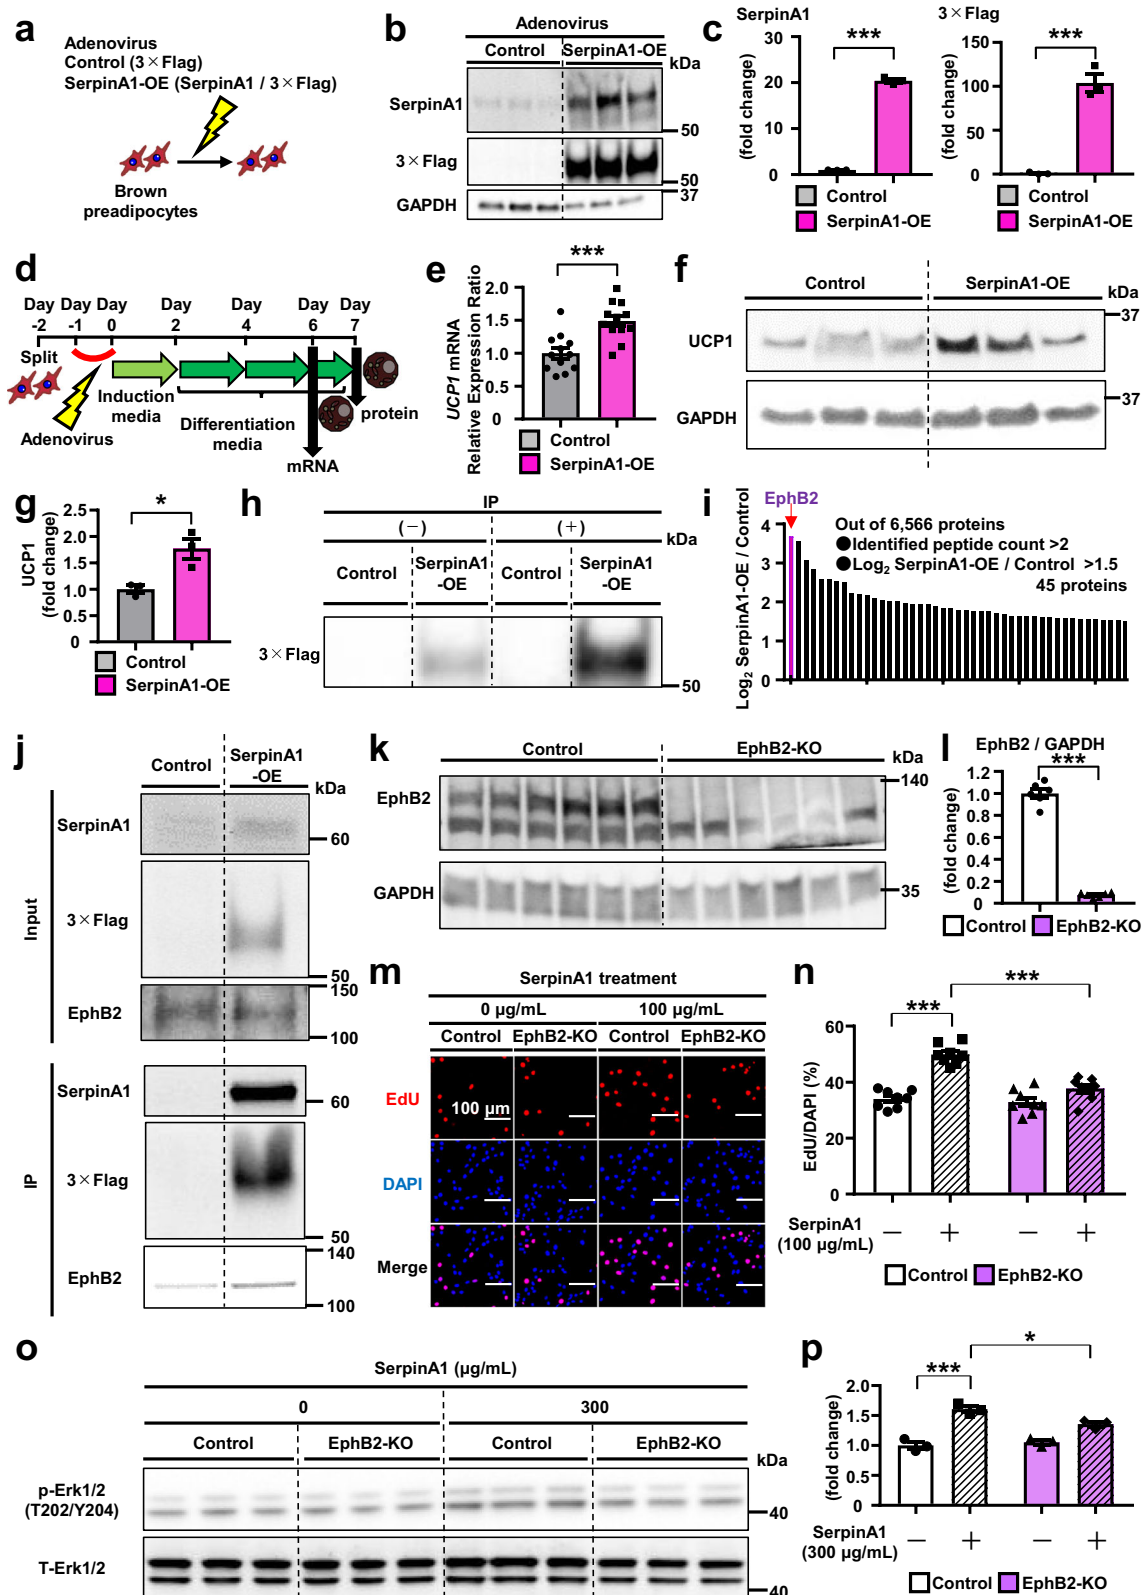 a
Adenovirus
Control (3×Flag)
SerpinA1-OE (SerpinA1 / 3×Flag)
Brown
preadipocytes
b
Adenovirus
Control SerpinA1-OE
kDa
SerpinA1
50
3×Flag
50
37
GAPDH
c
SerpinA1
***
(fold change)
30
20
10
0
Control
SerpinA1-OE
3×Flag
***
(fold change)
150
100
50
0
Control
SerpinA1-OE
d
Day Day Day Day Day Day Day
-2 -1 0 2 4 6 7
Split
Adenovirus
Induction
media
Differentiation
media
mRNA
protein
e
***
UCP1 mRNA
Relative Expression Ratio
2.0
1.5
1.0
0.5
0
Control
SerpinA1-OE
f
Control SerpinA1-OE
kDa
37
UCP1
37
GAPDH
g
*
UCP1
(fold change)
2.5
2.0
1.5
1.0
0.5
0
Control
SerpinA1-OE
h
IP
(−) (+)
kDa
Control SerpinA1
-OE Control SerpinA1
-OE
3×Flag
50
i
EphB2
Log2 SerpinA1-OE / Control
4
3
2
1
0
Out of 6,566 proteins
●Identified peptide count >2
●Log2 SerpinA1-OE / Control >1.5
45 proteins
j
Control SerpinA1
-OE
kDa
Input
SerpinA1
60
3×Flag
50
150
EphB2
100
IP
SerpinA1
60
3×Flag
50
140
EphB2
100
k
Control EphB2-KO
kDa
140
EphB2
GAPDH
35
l
EphB2 / GAPDH
***
(fold change)
1.2
1.0
0.8
0.6
0.4
0.2
0
Control EphB2-KO
m
SerpinA1 treatment
0 μg/mL 100 μg/mL
Control EphB2-KO Control EphB2-KO
EdU
100 μm
DAPI
Merge
n
***
***
EdU/DAPI (%)
60
40
20
0
SerpinA1
(100 μg/mL)
− + − +
Control EphB2-KO
o
SerpinA1 (μg/mL)
0 300
Control EphB2-KO Control EphB2-KO
kDa
p-Erk1/2
(T202/Y204)
40
T-Erk1/2
40
p
*
***
(fold change)
2.0
1.5
1.0
0.5
0
SerpinA1
(300 μg/mL)
− + − +
Control EphB2-KO